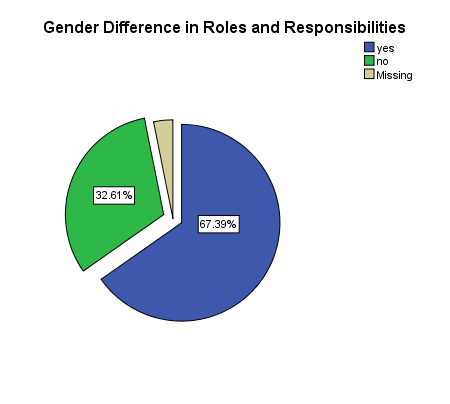 Gender Difference in Roles and Responsibilities
yes
no
Missing
32.61%
67.39%